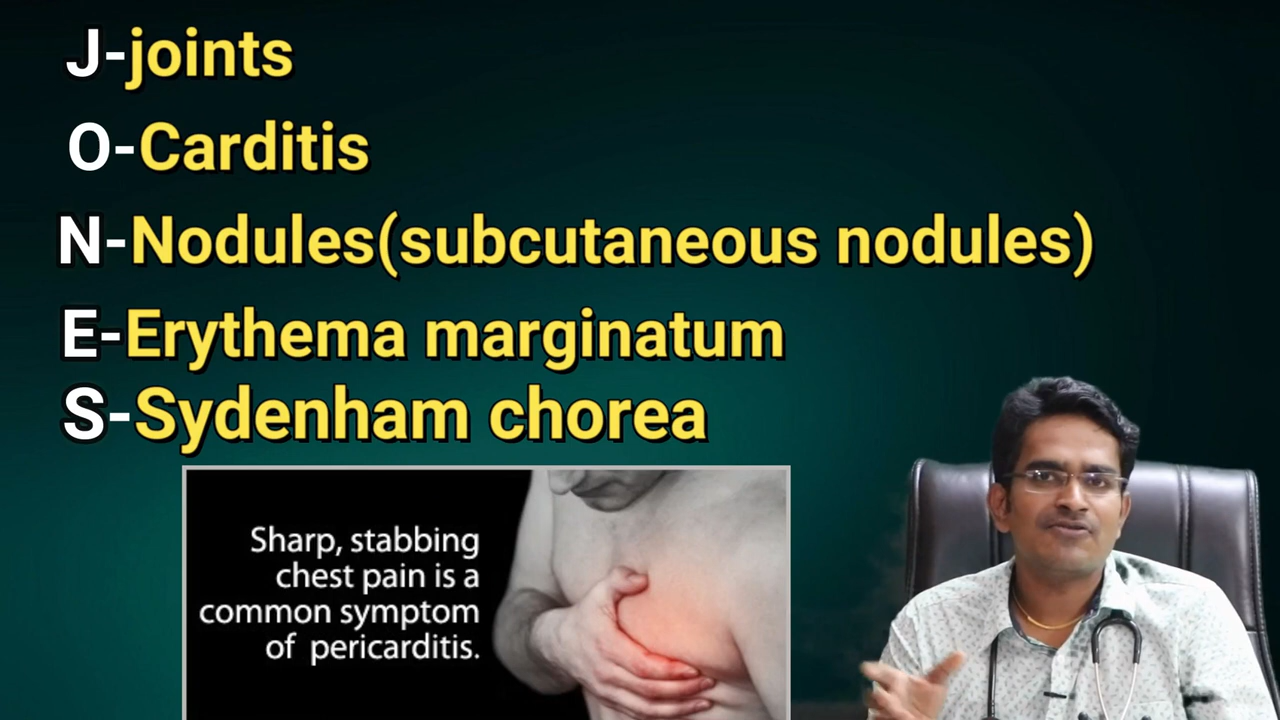 J-joints
O-Carditis
N-Nodules(subcutaneous nodules)
E-Erythema marginatum
S-Sydenham chorea
Sharp, stabbing
chest pain is a
common symptom
of pericarditis.